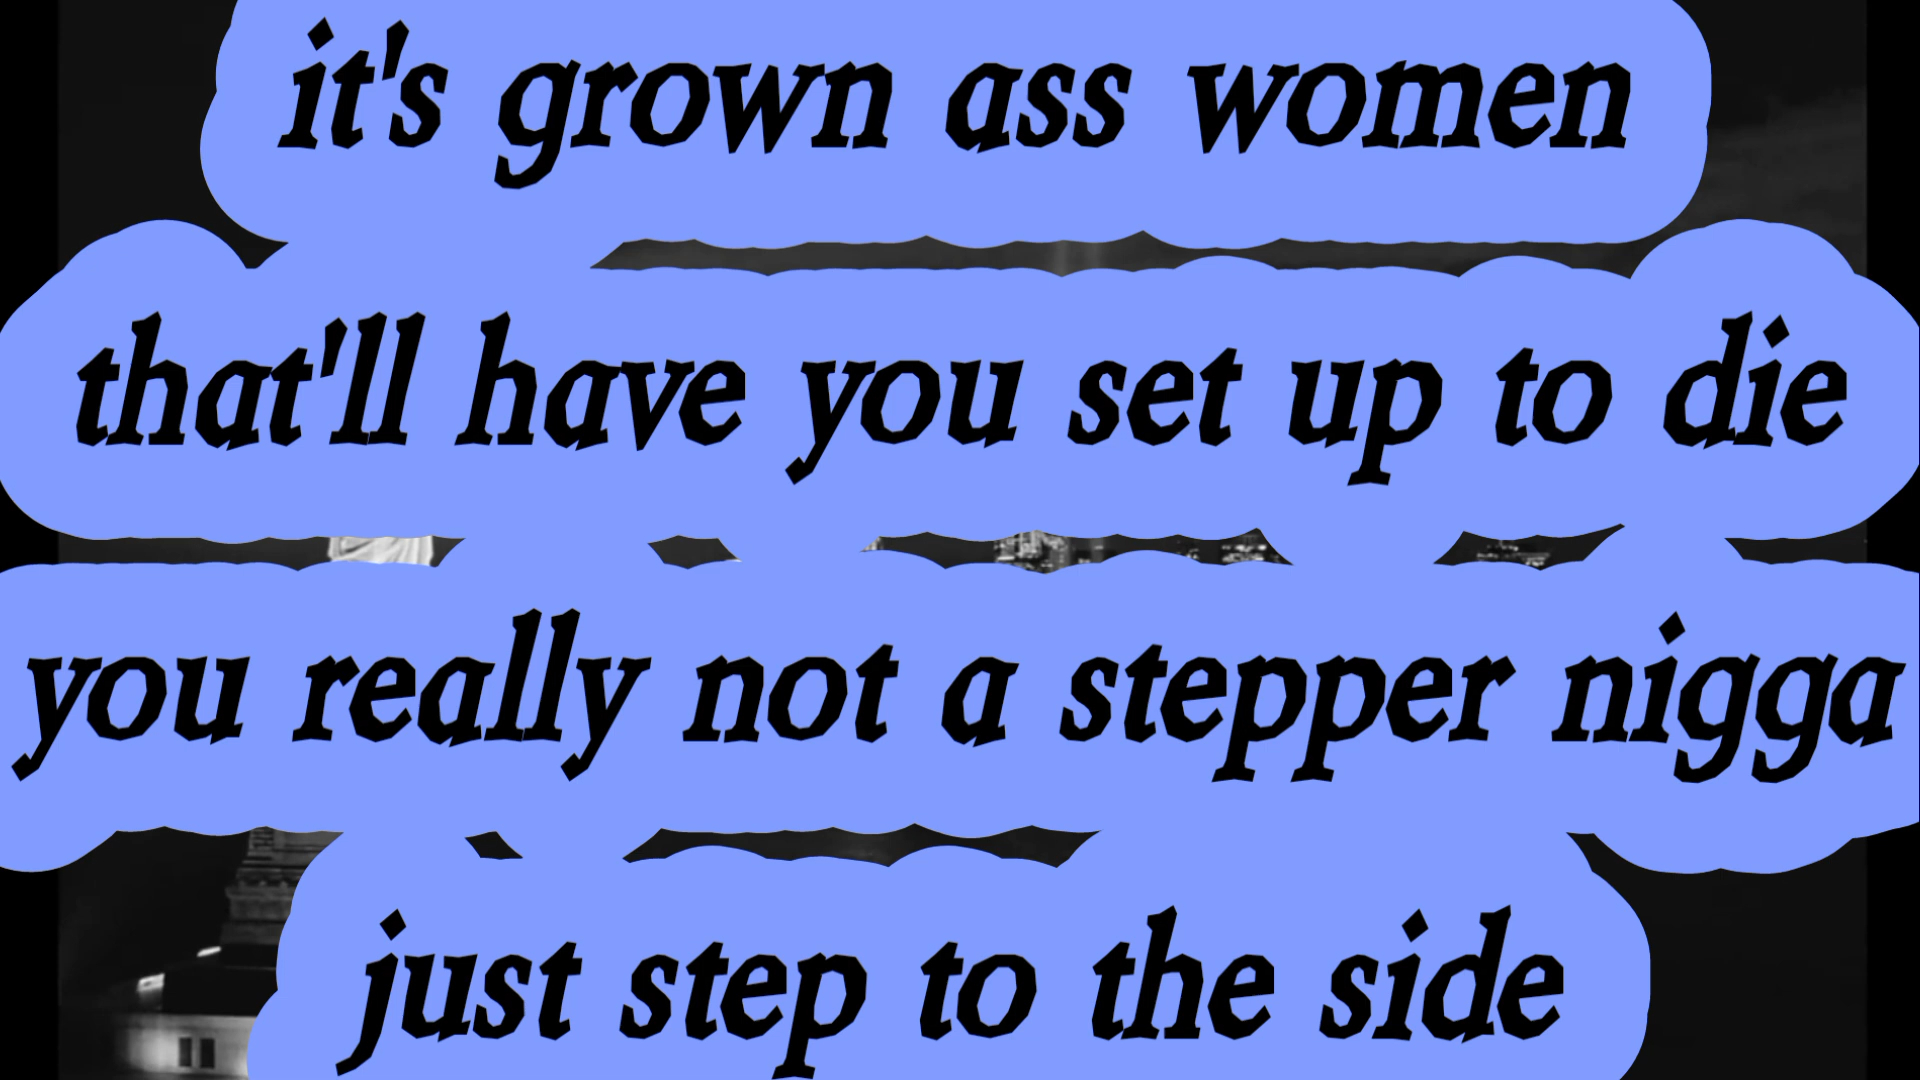 it's grown ass women
that'll have you set up to die
you really not a stepper nigga
just step to the side